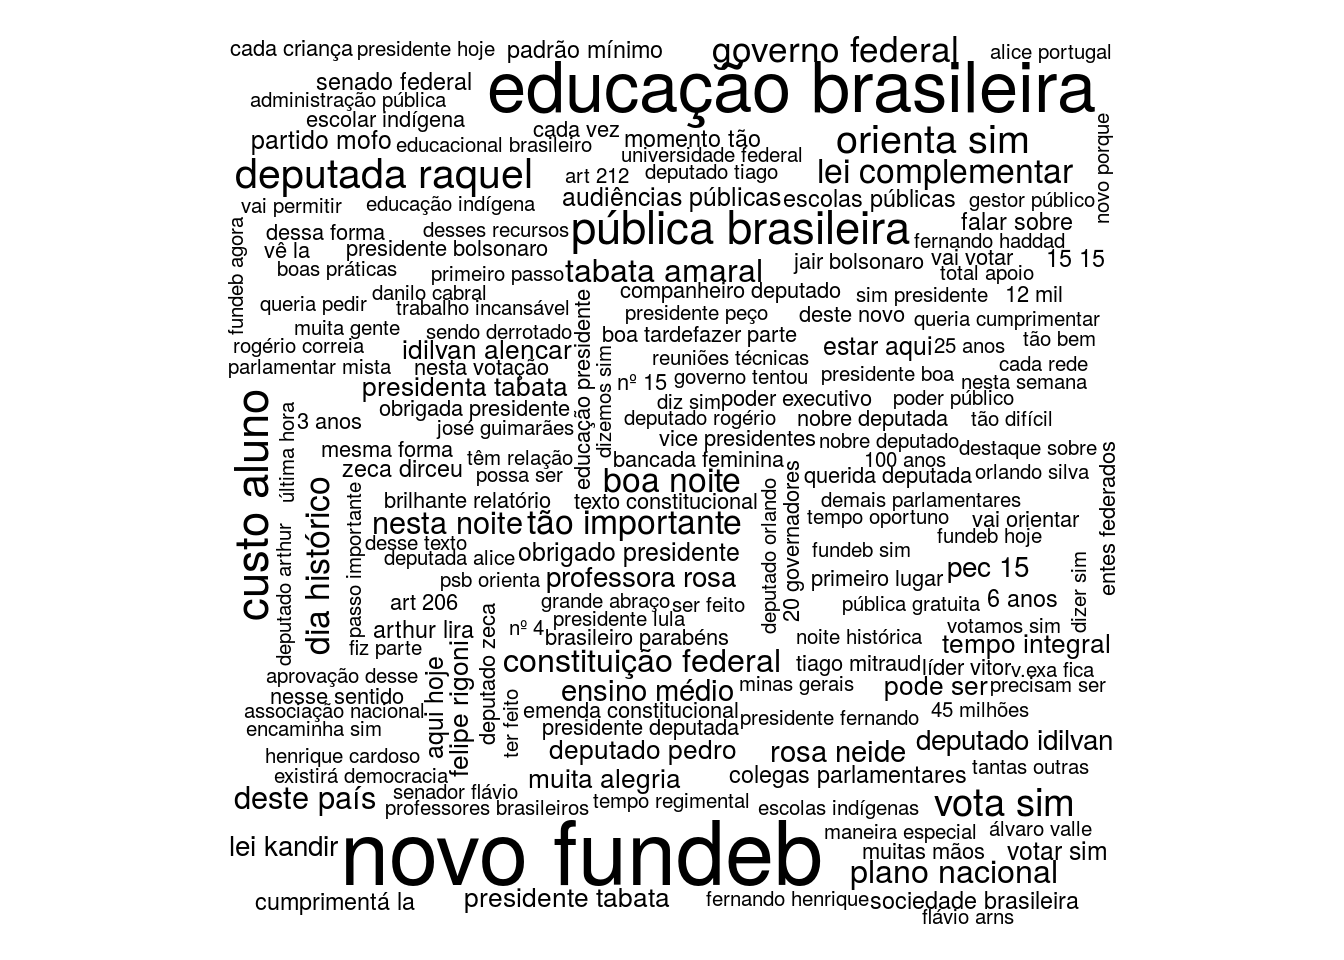 cada criança presidente hoje padrão mínimo governo federal alice portugal
senado federal educação brasileira
administração pública
escolar indígena cada vez
partido mofo educacional brasileiro momento tão orienta sim
universidade federal
deputada raquel art 212 deputado tiago lei complementar
novo porque
vai permitir educação indígena audiências públicas escolas públicas gestor público
dessa forma desses recursos pública brasileira falar sobre
fernando haddad
vê la presidente bolsonaro jair bolsonaro vai votar 15 15
boas práticas primeiro passo tabata amaral total apoio
fundeb agora
danilo cabral companheiro deputado sim presidente 12 mil
queria pedir trabalho incansável presidente peço deste novo queria cumprimentar
muita gente sendo derrotado boa tarde fazer parte
rogério correia idilvan alencar estar aqui 25 anos tão bem
reuniões técnicas
parlamentar mista nesta votação cada rede
educação presidente
dizemos sim
presidenta tabata nº 15 governo tentou presidente boa nesta semana
diz sim poder executivo poder público
obrigada presidente deputado rogério nobre deputada tão difícil
3 anos josé guimarães
custo aluno
última hora
vice presidentes nobre deputado destaque sobre
mesma forma têm relação bancada feminina 100 anos
zeca dirceu possa ser boa noite querida deputada orlando silva
entes federados
dia histórico
passo importante
brilhante relatório texto constitucional demais parlamentares
nesta noite tão importante tempo oportuno vai orientar
deputado orlando
20 governadores
desse texto fundeb hoje
deputada alice obrigado presidente fundeb sim
deputado arthur
psb orienta professora rosa primeiro lugar pec 15
dizer sim
art 206 grande abraço ser feito pública gratuita 6 anos
arthur lira nº 4 presidente lula votamos sim
brasileiro parabéns noite histórica tempo integral
fiz parte
deputado zeca
aqui hoje
felipe rigoni
constituição federal tiago mitraud líder vitor v.exa fica
aprovação desse
nesse sentido ensino médio minas gerais pode ser precisam ser
ter feito
associação nacional emenda constitucional presidente fernando 45 milhões
encaminha sim presidente deputada
henrique cardoso deputado pedro rosa neide deputado idilvan
existirá democracia muita alegria colegas parlamentares tantas outras
deste país senador flávio vota sim
professores brasileiros tempo regimental escolas indígenas
lei kandir novo fundeb maneira especial álvaro valle
muitas mãos votar sim
plano nacional
cumprimentá la presidente tabata fernando henrique sociedade brasileira
flávio arns